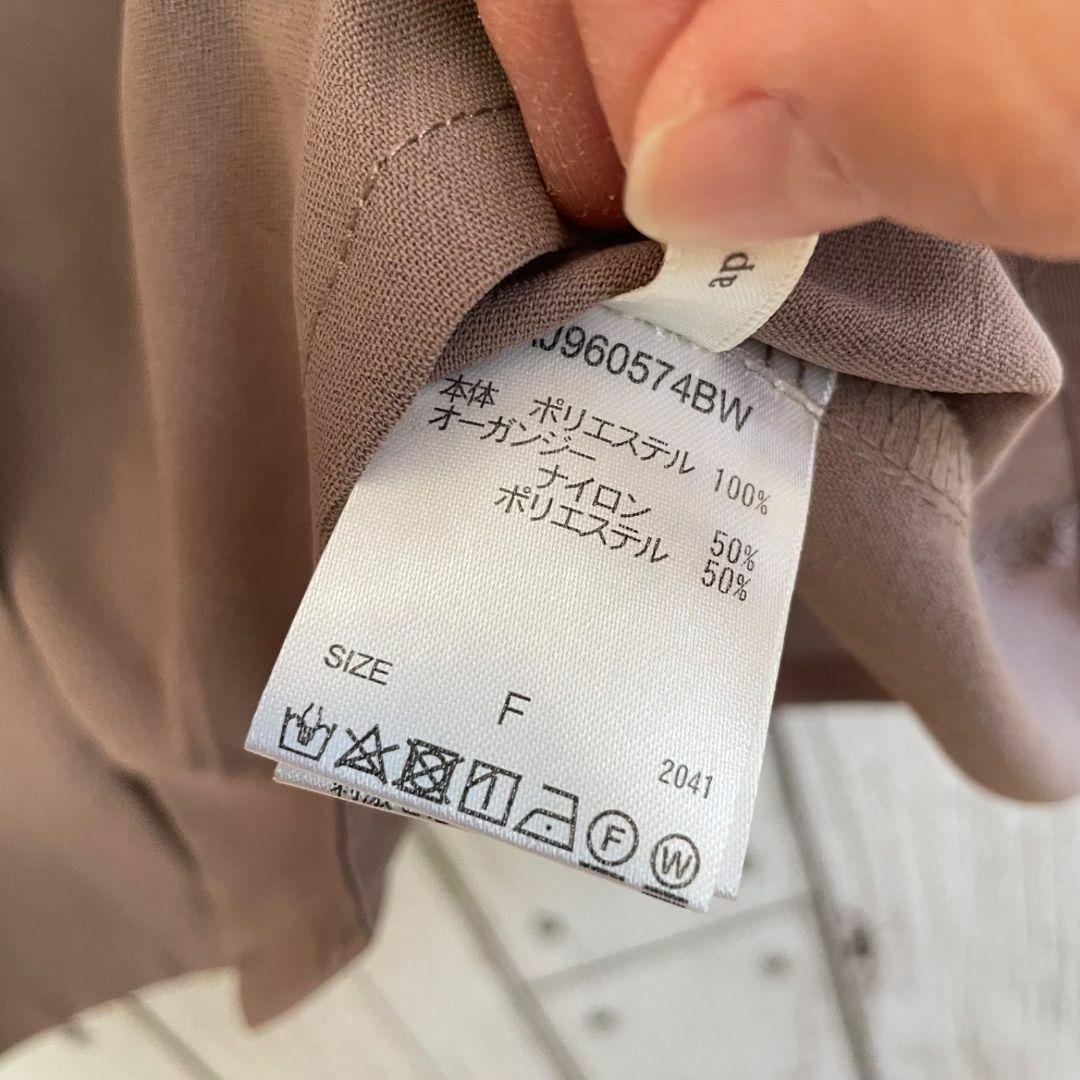 ap
J960574BW
本体 ポリエステル 100%
オーガンジー
ナイロン 50%
ポリエステル 50%
SIZE F
2041
F W